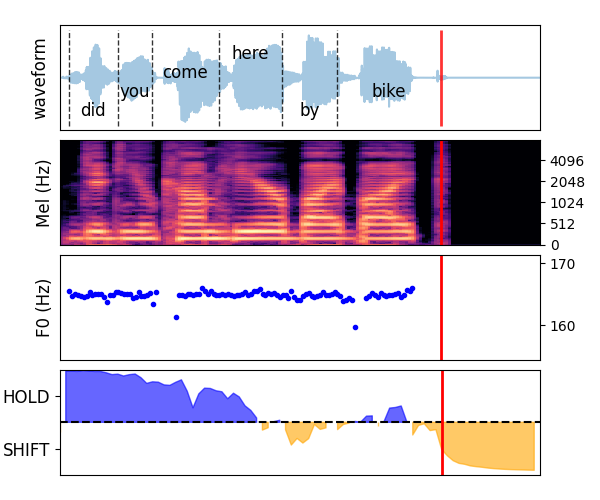 waveform
did you come here by bike
Mel (Hz)
4096
2048
1024
512
0
F0 (Hz)
170
160
HOLD
SHIFT